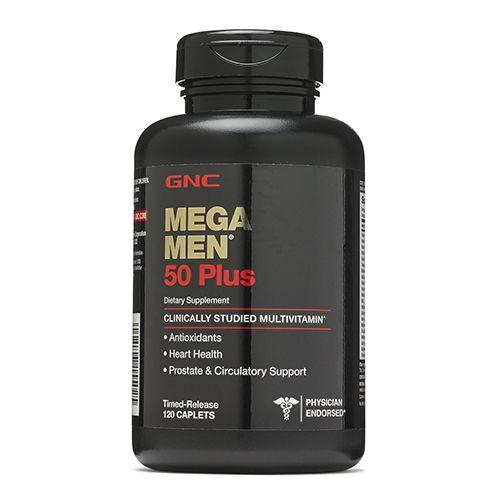 GNC
MEGA
MEN®
50 Plus
Dietary Supplement
CLINICALLY STUDIED MULTIVITAMIN*
• Antioxidants
• Heart Health
• Prostate & Circulatory Support
Timed-Release
120 CAPLETS
PHYSICIAN
ENDORSED^